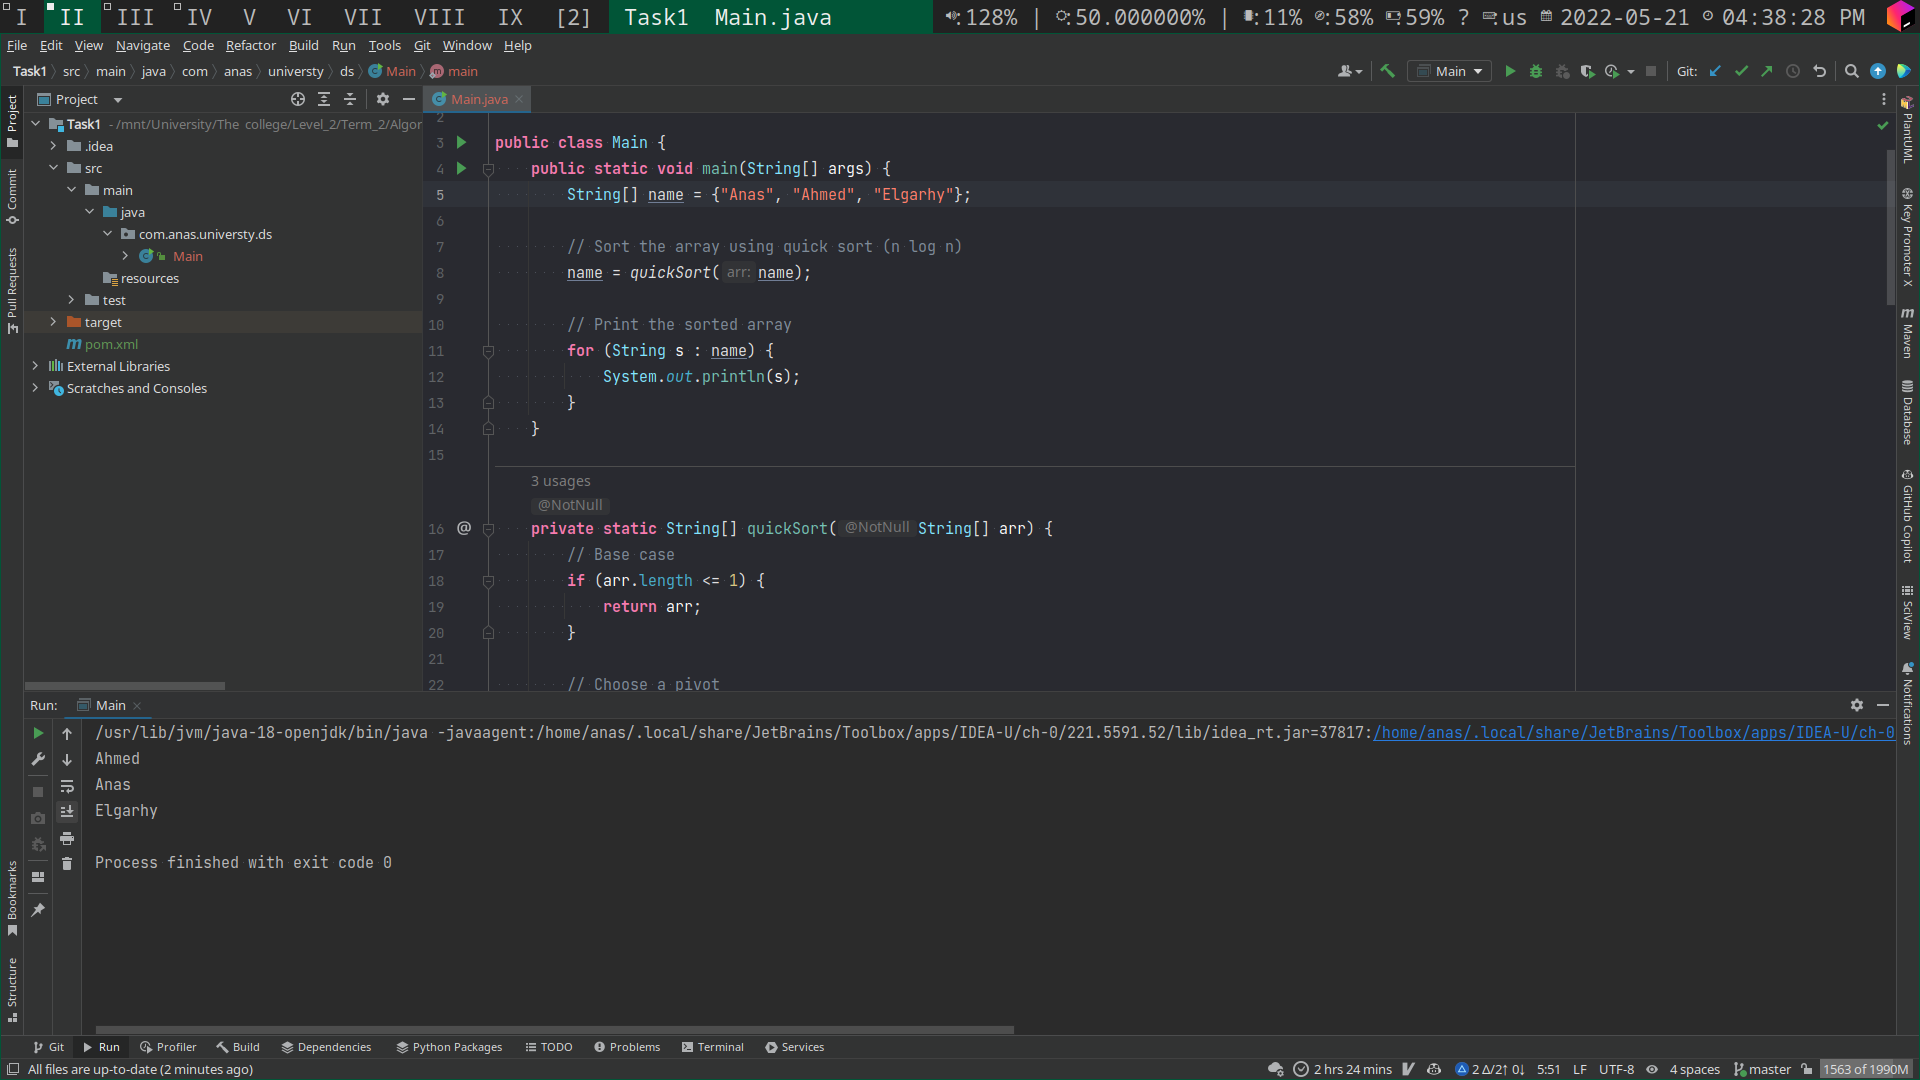 I II III IV V VI VII VIII IX [2] Task1 Main.java :128% | :50.000000% | :11% :58% :59% ? :us 2022-05-21 04:38:28 PM
File Edit View Navigate Code Refactor Build Run Tools Git Window Help
Task1 src main java com anas universty ds Main main
Main Git:
Project
Main.java
Task1 - /mnt/University/The college/Level_2/Term_2/Algor
.idea
src
main
java
com.anas.universty.ds
Main
resources
test
target
pom.xml
External Libraries
Scratches and Consoles
2
3 public class Main {
4 public static void main(String[] args) {
5 String[] name = {"Anas", "Ahmed", "Elgarhy"};
6
7 // Sort the array using quick sort (n log n)
8 name = quickSort( arr: name);
9
10 // Print the sorted array
11 for (String s : name) {
12 System.out.println(s);
13 }
14 }
15
3 usages
@NotNull
16 @ private static String[] quickSort( @NotNull String[] arr) {
17 // Base case
18 if (arr.length <= 1) {
19 return arr;
20 }
21
22 // Choose a pivot
Project
Commit
Pull Requests
Bookmarks
Structure
PlantUML
Key Promoter X
Maven
Database
GitHub Copilot
SciView
Notifications
Run: Main
/usr/lib/jvm/java-18-openjdk/bin/java -javaagent:/home/anas/.local/share/JetBrains/Toolbox/apps/IDEA-U/ch-0/221.5591.52/lib/idea_rt.jar=37817:/home/anas/.local/share/JetBrains/Toolbox/apps/IDEA-U/ch-0
Ahmed
Anas
Elgarhy
Process finished with exit code 0
Git Run Profiler Build Dependencies Python Packages TODO Problems Terminal Services
All files are up-to-date (2 minutes ago)
2 hrs 24 mins 2 Δ/2↑ 0↓ 5:51 LF UTF-8 4 spaces master 1563 of 1990M